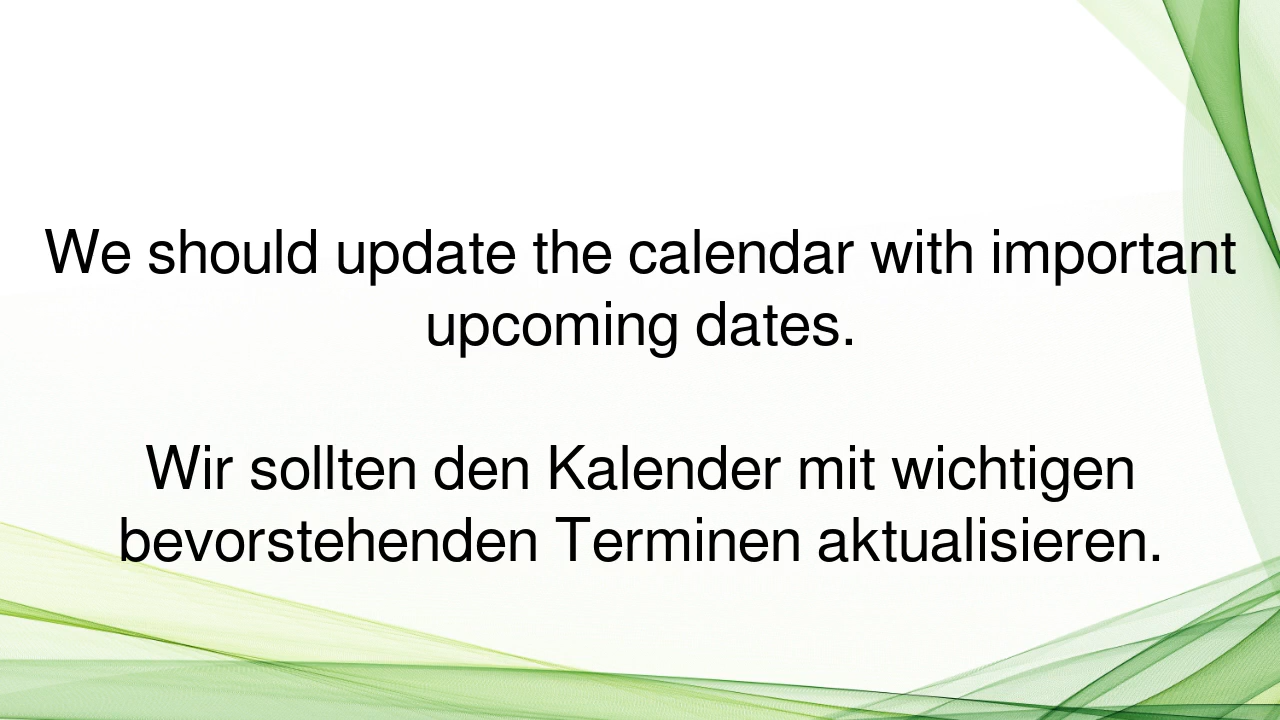 We should update the calendar with important
upcoming dates.
Wir sollten den Kalender mit wichtigen
bevorstehenden Terminen aktualisieren.